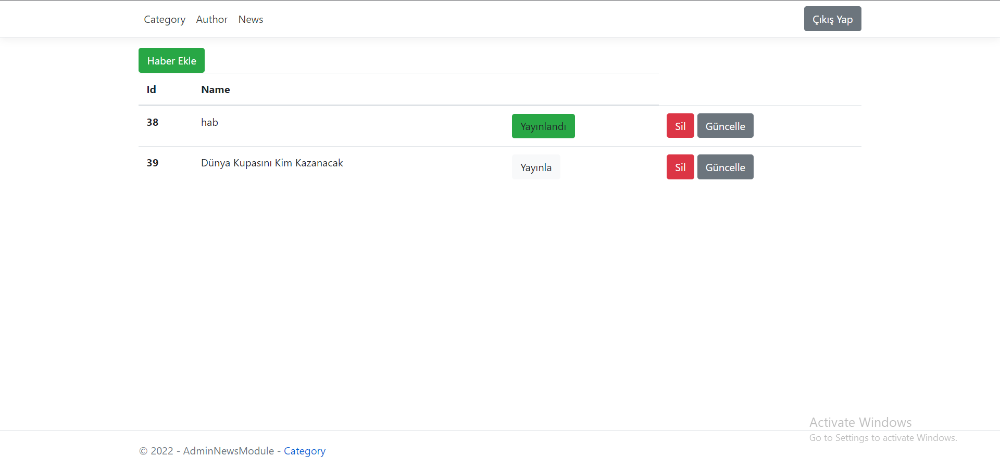 Category Author News Çıkış Yap
Haber Ekle
Id Name
38 hab Yayınlandı Sil Güncelle
39 Dünya Kupasını Kim Kazanacak Yayınla Sil Güncelle
Activate Windows
Go to Settings to activate Windows.
© 2022 - AdminNewsModule - Category